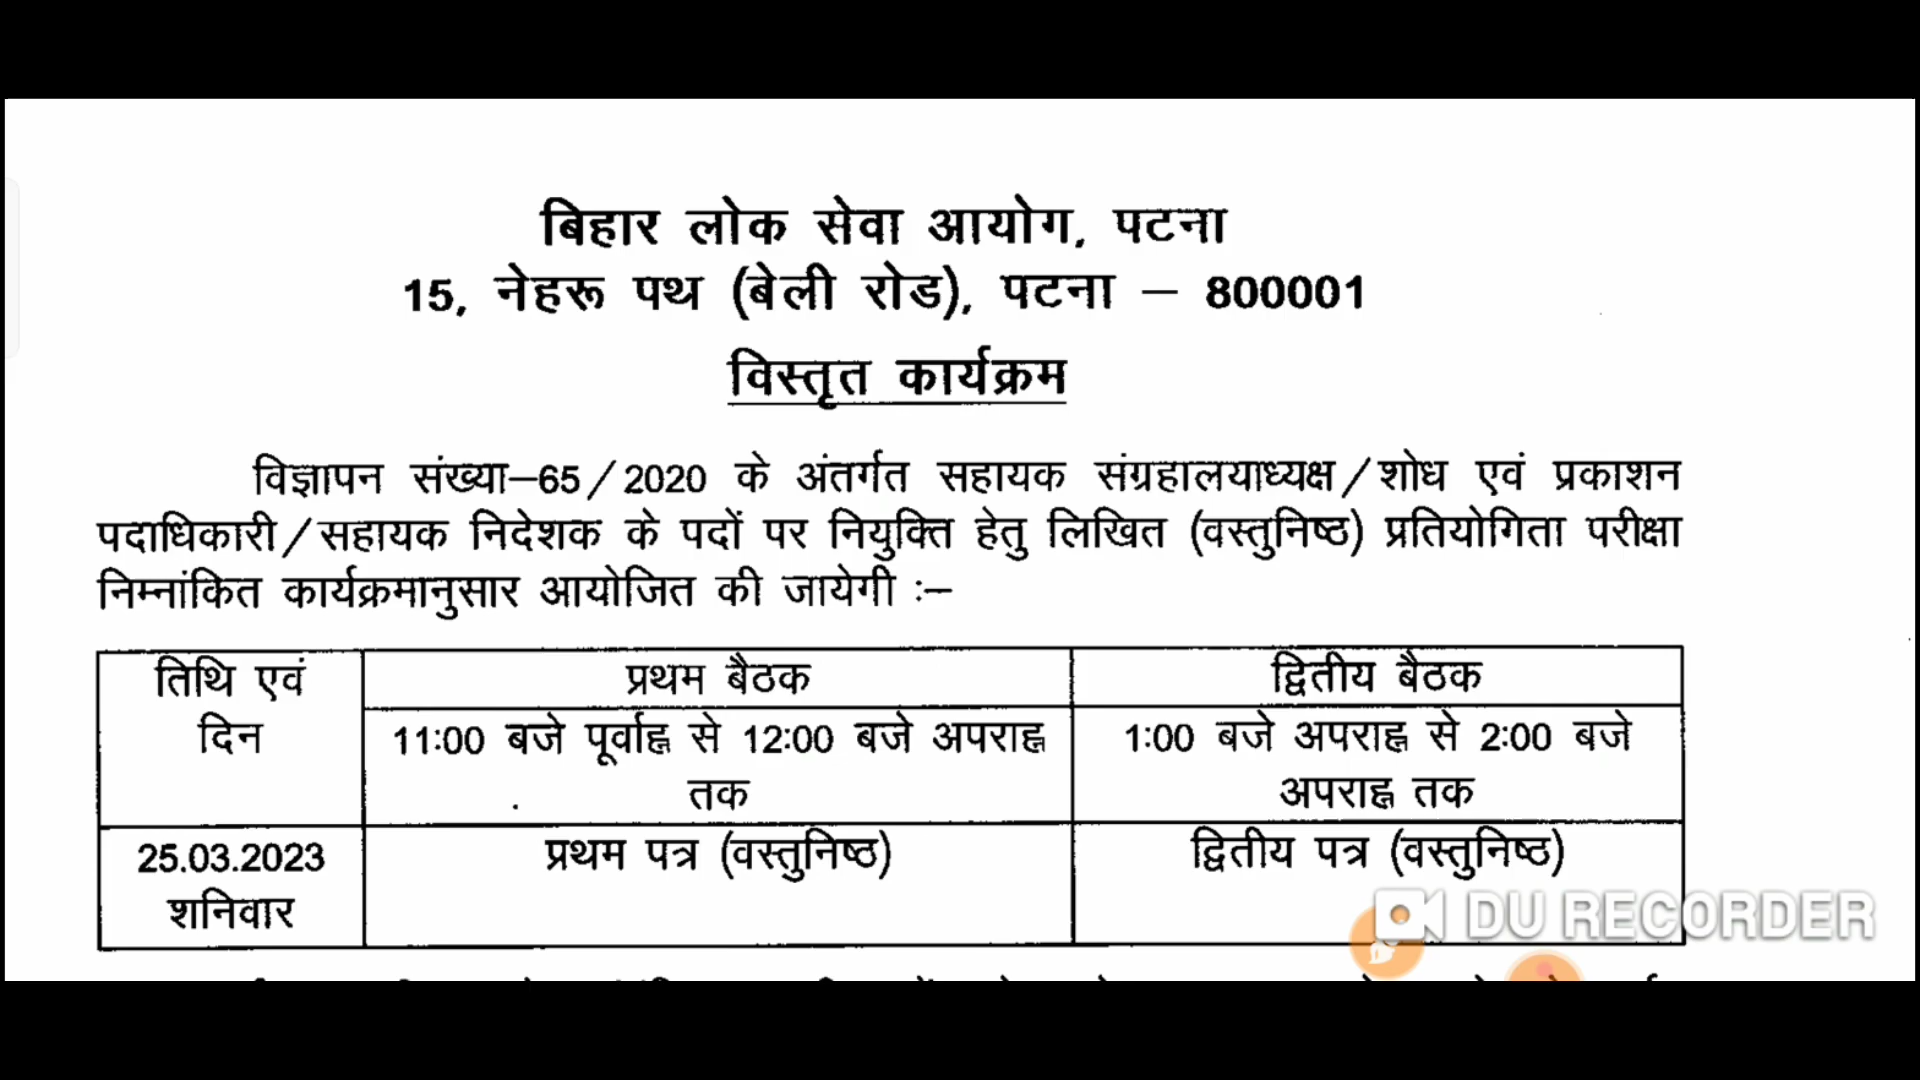 बिहार लोक सेवा आयोग, पटना
15, नेहरू पथ (बेली रोड), पटना – 800001
विस्तृत कार्यक्रम
विज्ञापन संख्या–65/2020 के अंतर्गत सहायक संग्रहालयाध्यक्ष/शोध एवं प्रकाशन
पदाधिकारी/सहायक निदेशक के पदों पर नियुक्ति हेतु लिखित (वस्तुनिष्ठ) प्रतियोगिता परीक्षा
निम्नांकित कार्यक्रमानुसार आयोजित की जायेगी :–
तिथि एवं
दिन
प्रथम बैठक
द्वितीय बैठक
11:00 बजे पूर्वाह्न से 12:00 बजे अपराह्न
तक
1:00 बजे अपराह्न से 2:00 बजे
अपराह्न तक
25.03.2023
शनिवार
प्रथम पत्र (वस्तुनिष्ठ)
द्वितीय पत्र (वस्तुनिष्ठ)
DU RECORDER